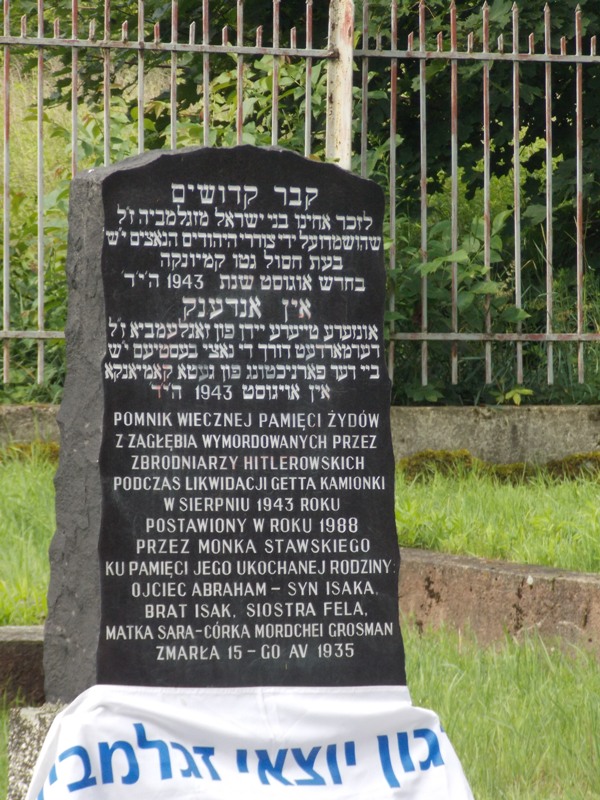 קבר קדושים
לזכר אחינו בני ישראל מזגלמביה ז״ל
שהושמדו על ידי צוררי היהודים הנאצים י״ש
בעת חסול גטו קמיונקה
בחדש אוגוסט שנת 1943 הי״ד
אין אנדענק
אונזערע טייערע יידן פון זאגלעמביא ז״ל
דערמארדעט דורך די נאצי בעסטיעס י״ש
ביי דער פארניכטונג פון געטא קאמיאנקא
אין אויגוסט 1943 הי״ד
POMNIK WIECZNEJ PAMIĘCI ŻYDÓW
Z ZAGŁĘBIA WYMORDOWANYCH PRZEZ
ZBRODNIARZY HITLEROWSKICH
PODCZAS LIKWIDACJI GETTA KAMIONKI
W SIERPNIU 1943 ROKU
POSTAWIONY W ROKU 1988
PRZEZ MONKA STAWSKIEGO
KU PAMIĘCI JEGO UKOCHANEJ RODZINY:
OJCIEC ABRAHAM – SYN ISAKA,
BRAT ISAK, SIOSTRA FELA,
MATKA SARA-CÓRKA MORDCHEI GROSMAN
ZMARŁA 15 – GO AV 1935
גון יוצאי זגלמבי